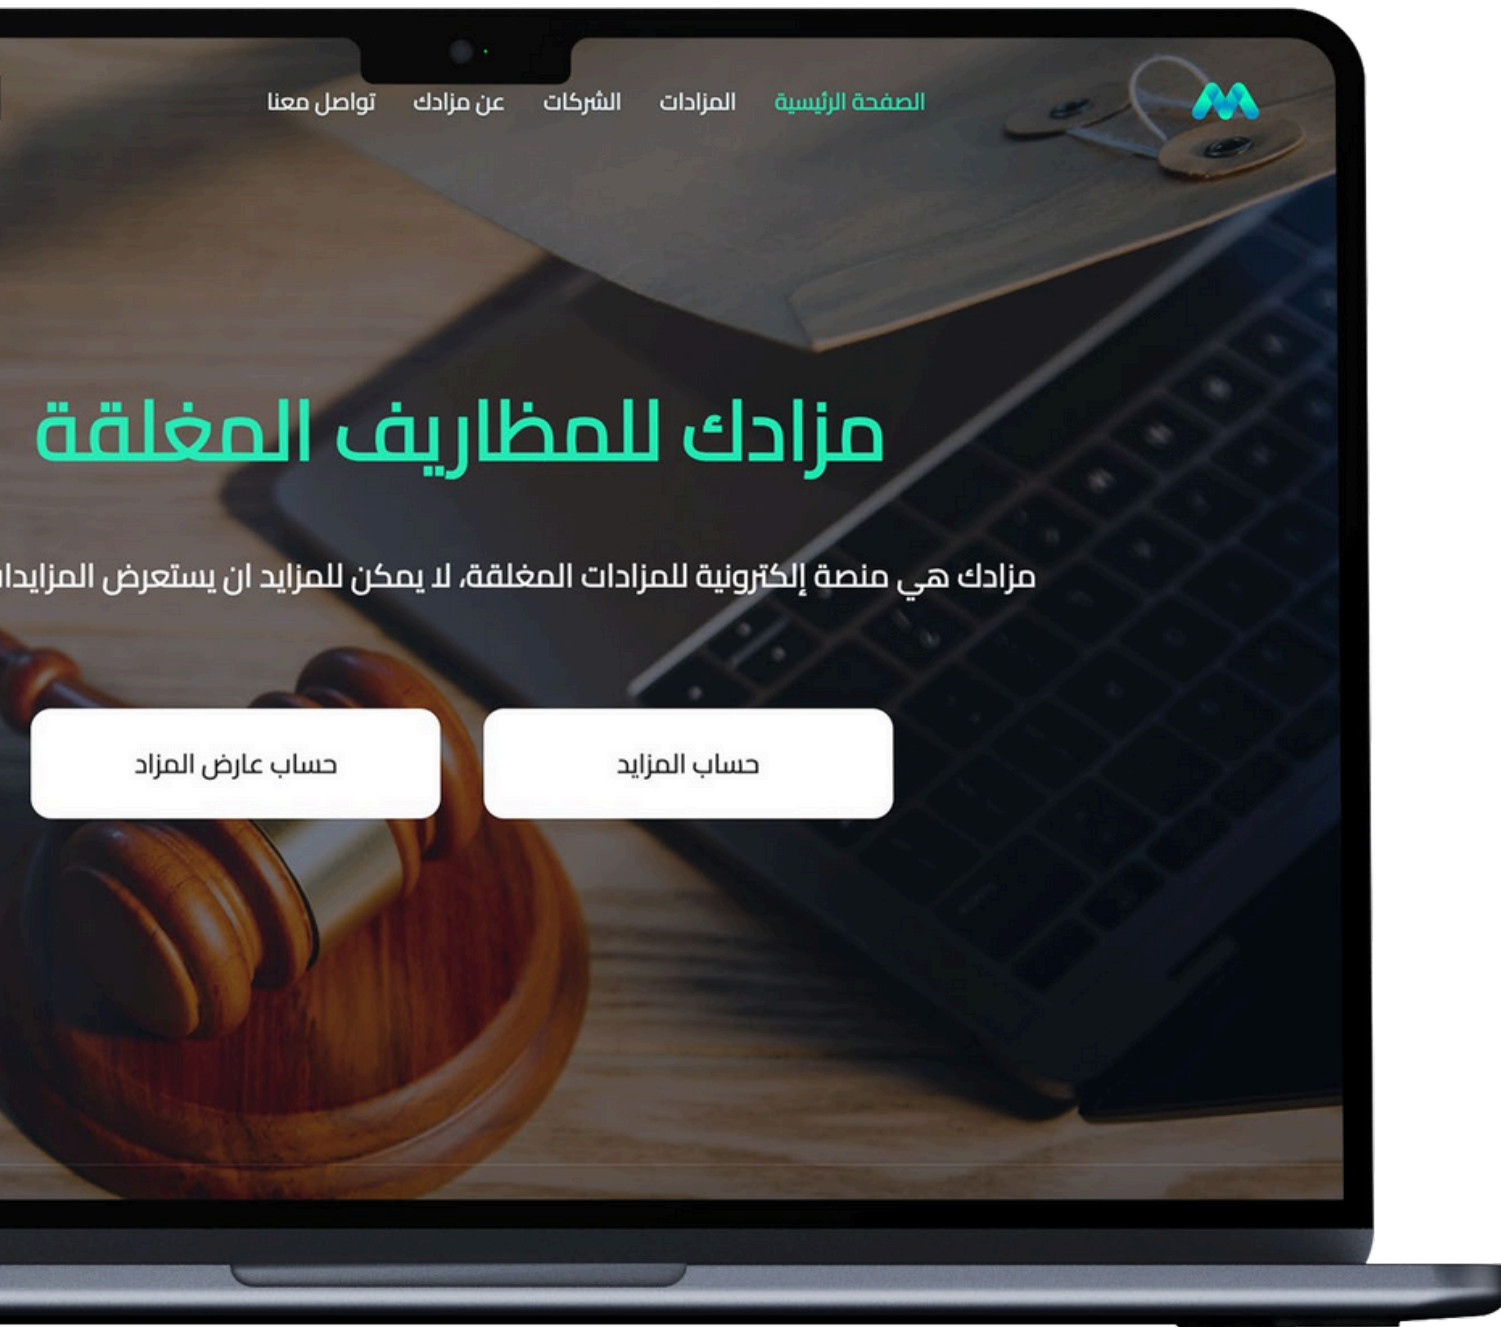 الصفحة الرئيسية المزادات الشركات عن مزادك تواصل معنا
مزادك للمظاريف المغلقة
مزادك هي منصة إلكترونية للمزادات المغلقة، لا يمكن للمزايد ان يستعرض
حساب المزايد حساب عارض المزاد